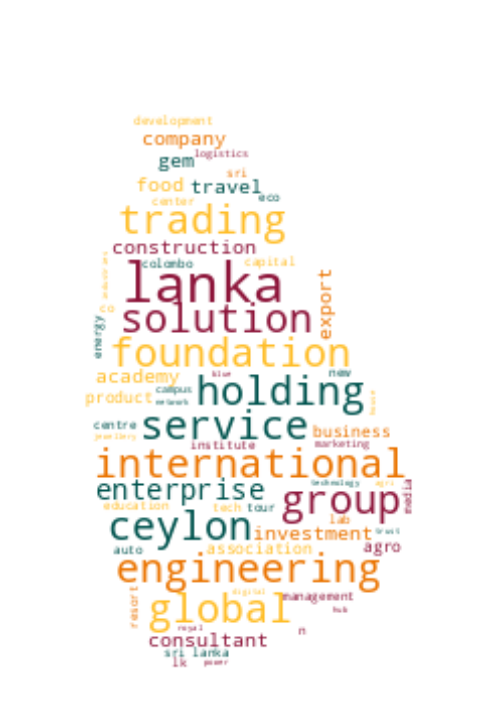 development
company
gem logistics
sri
food travel
center eco
trading
construction
colombo capital
industries
lanka
co
export
solution
energy
foundation
academy blue new
product campus holding house
network
centre service business
jewellery
institute marketing
international
enterprise technology agri
group media
education tech tour
lab
ceylon investment trust
auto association agro
engineering
resort digital management
global hub
royal n
consultant
sri lanka
lk power